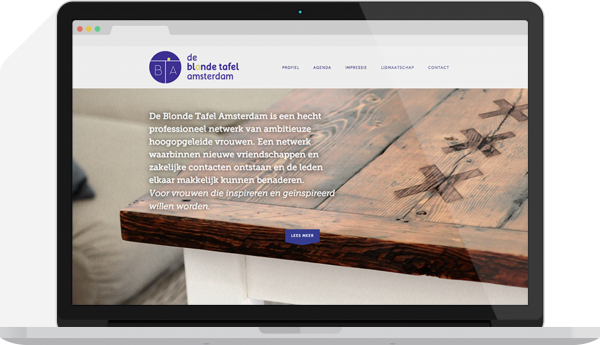 B T A
de
blonde tafel
amsterdam
PROFIEL AGENDA IMPRESSIE LIDMAATSCHAP CONTACT
De Blonde Tafel Amsterdam is een hecht
professioneel netwerk van ambitieuze
hoogopgeleide vrouwen. Een netwerk
waarbinnen nieuwe vriendschappen en
zakelijke contacten ontstaan en de leden
elkaar makkelijk kunnen benaderen.
Voor vrouwen die inspireren en geïnspireerd
willen worden.
LEES MEER